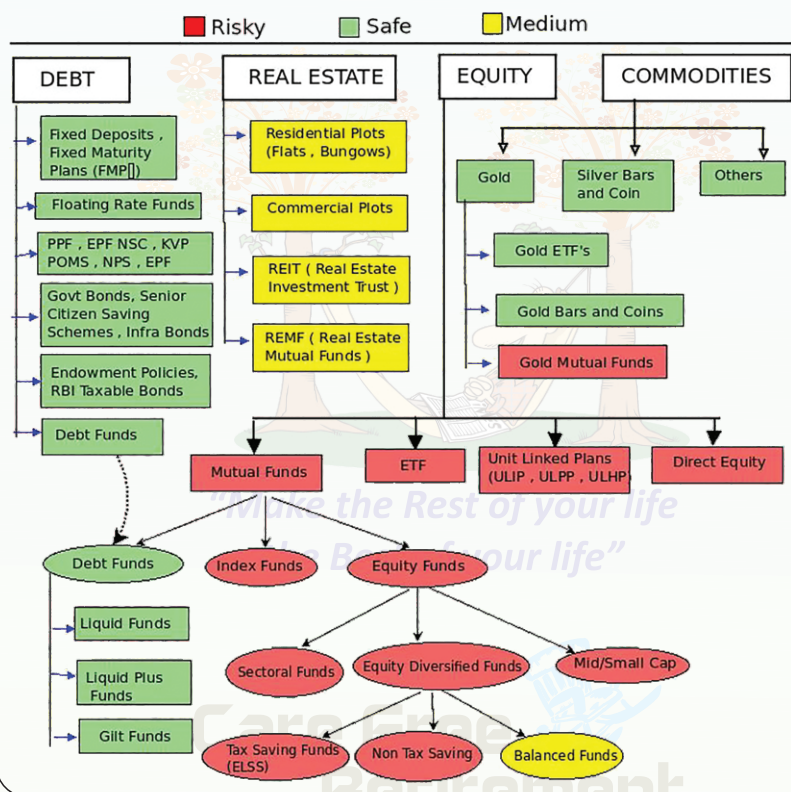 Risky
Safe
Medium
DEBT
REAL ESTATE
EQUITY
COMMODITIES
Fixed Deposits ,
Fixed Maturity
Plans (FMP▯)
Floating Rate Funds
PPF , EPF NSC , KVP
POMS , NPS , EPF
Govt Bonds, Senior
Citizen Saving
Schemes , Infra Bonds
Endowment Policies,
RBI Taxable Bonds
Debt Funds
Residential Plots
(Flats , Bungows)
Commercial Plots
REIT ( Real Estate
Investment Trust )
REMF ( Real Estate
Mutual Funds )
Gold
Silver Bars
and Coin
Others
Gold ETF's
Gold Bars and Coins
Gold Mutual Funds
Mutual Funds
ETF
Unit Linked Plans
(ULIP , ULPP , ULHP)
Direct Equity
"Make the Rest of your life
he Be of your life"
Debt Funds
Index Funds
Equity Funds
Liquid Funds
Liquid Plus
Funds
Gilt Funds
Sectoral Funds
Equity Diversified Funds
Mid/Small Cap
Tax Saving Funds
(ELSS)
Non Tax Saving
Balanced Funds
Care Free
Retirement